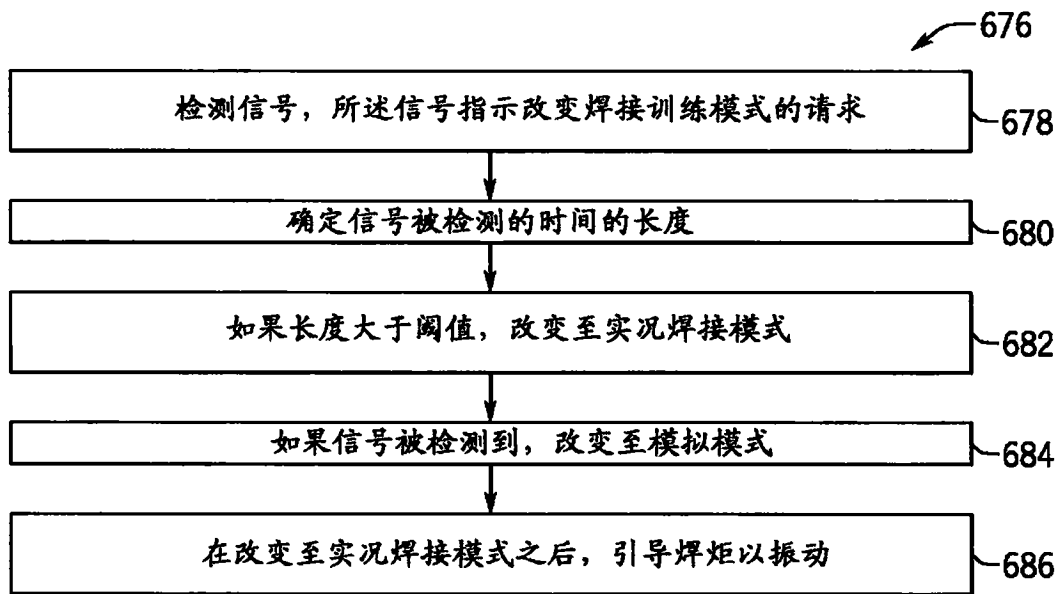 676
检测信号，所述信号指示改变焊接训练模式的请求
678
确定信号被检测的时间的长度
680
如果长度大于阈值，改变至实况焊接模式
682
如果信号被检测到，改变至模拟模式
684
在改变至实况焊接模式之后，引导焊炬以振动
686